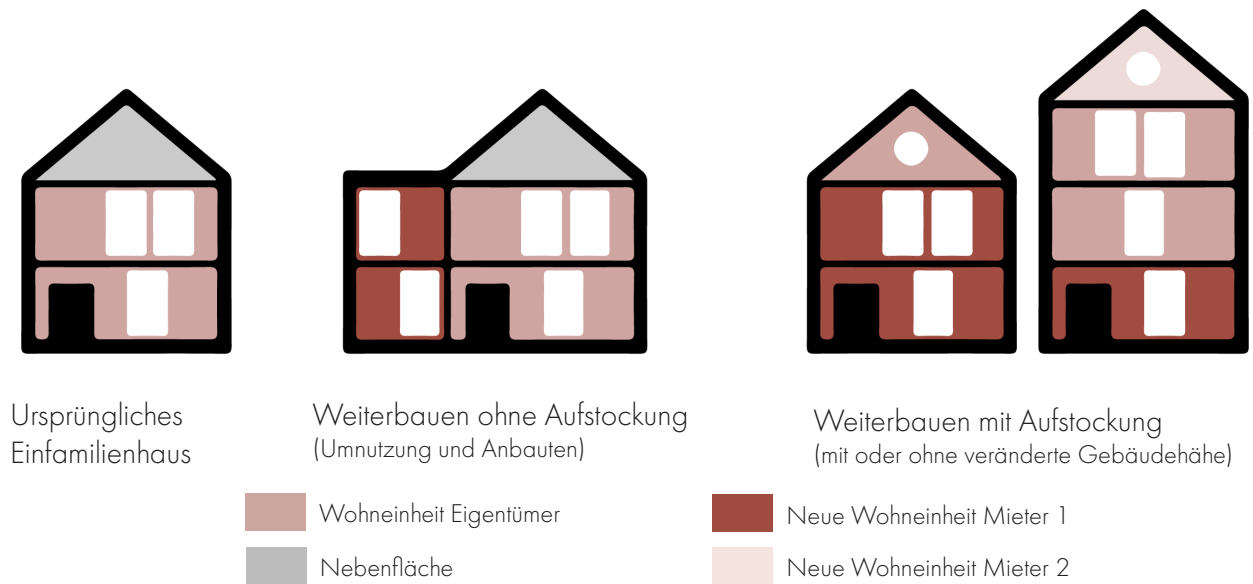 Ursprüngliches
Einfamilienhaus
Weiterbauen ohne Aufstockung
(Umnutzung und Anbauten)
Weiterbauen mit Aufstockung
(mit oder ohne veränderte Gebäudehähe)
Wohneinheit Eigentümer
Nebenfläche
Neue Wohneinheit Mieter 1
Neue Wohneinheit Mieter 2